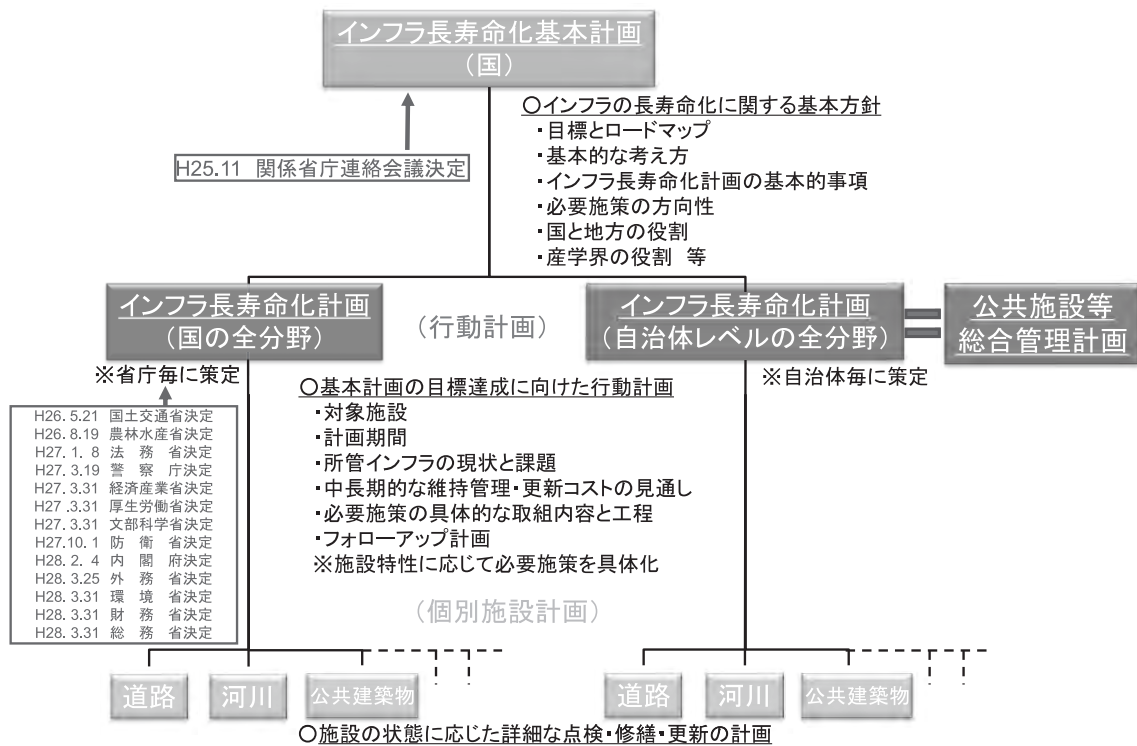 インフラ長寿命化基本計画
(国)
H25.11 関係省庁連絡会議決定
○インフラの長寿命化に関する基本方針
・目標とロードマップ
・基本的な考え方
・インフラ長寿命化計画の基本的事項
・必要施策の方向性
・国と地方の役割
・産学界の役割 等
インフラ長寿命化計画
(国の全分野)
(行動計画)
インフラ長寿命化計画
(自治体レベルの全分野)
公共施設等
総合管理計画
※省庁毎に策定
※自治体毎に策定
H26.5.21 国土交通省決定
H26.8.19 農林水産省決定
H27.1.8 法務省決定
H27.3.19 警察庁決定
H27.3.31 経済産業省決定
H27.3.31 厚生労働省決定
H27.3.31 文部科学省決定
H27.10.1 防衛省決定
H28.2.4 内閣府決定
H28.3.25 外務省決定
H28.3.31 環境省決定
H28.3.31 財務省決定
H28.3.31 総務省決定
○基本計画の目標達成に向けた行動計画
・対象施設
・計画期間
・所管インフラの現状と課題
・中長期的な維持管理・更新コストの見通し
・必要施策の具体的な取組内容と工程
・フォローアップ計画
※施設特性に応じて必要施策を具体化
(個別施設計画)
道路
河川
公共建築物
道路
河川
公共建築物
○施設の状態に応じた詳細な点検・修繕・更新の計画